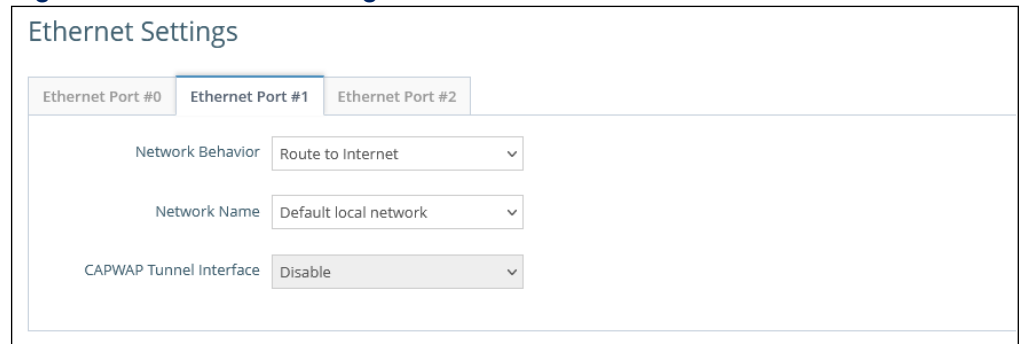 Ethernet Settings
Ethernet Port #0 Ethernet Port #1 Ethernet Port #2
Network Behavior Route to Internet
Network Name Default local network
CAPWAP Tunnel Interface Disable